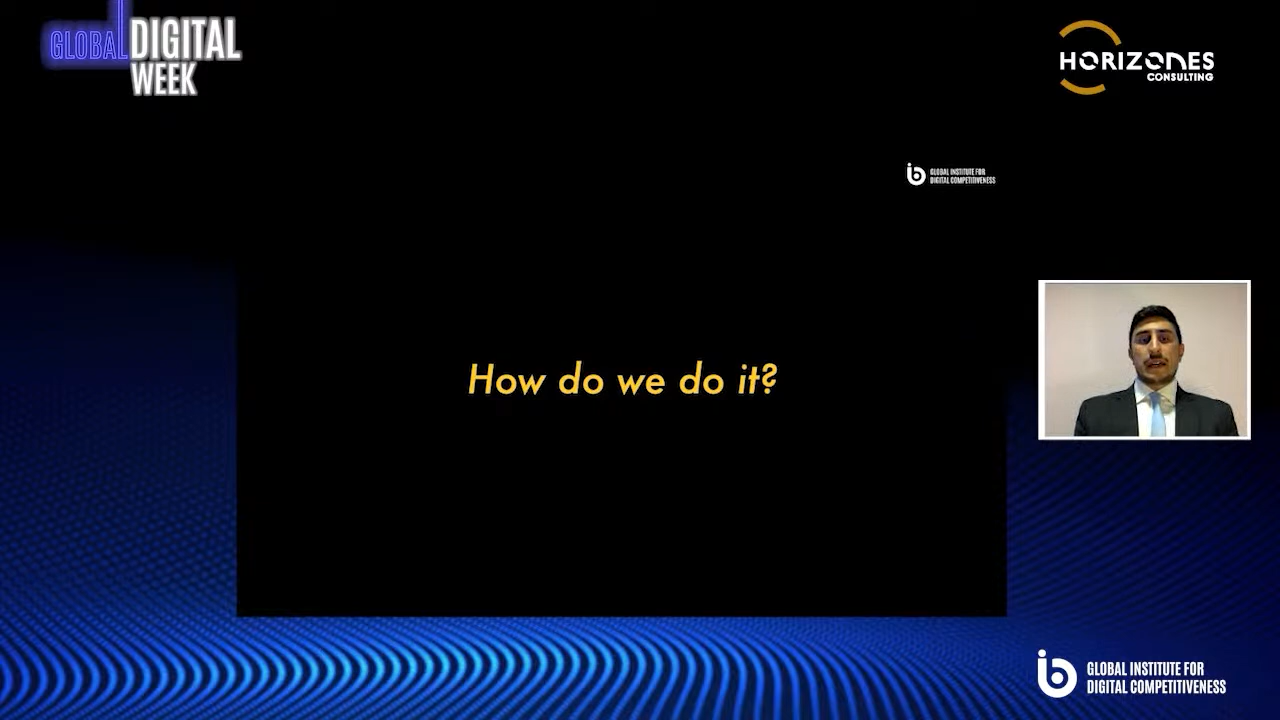 GLOBAL DIGITAL
WEEK
HORIZONES
CONSULTING
GLOBAL INSTITUTE FOR
DIGITAL COMPETITIVENESS
How do we do it?
GLOBAL INSTITUTE FOR
DIGITAL COMPETITIVENESS